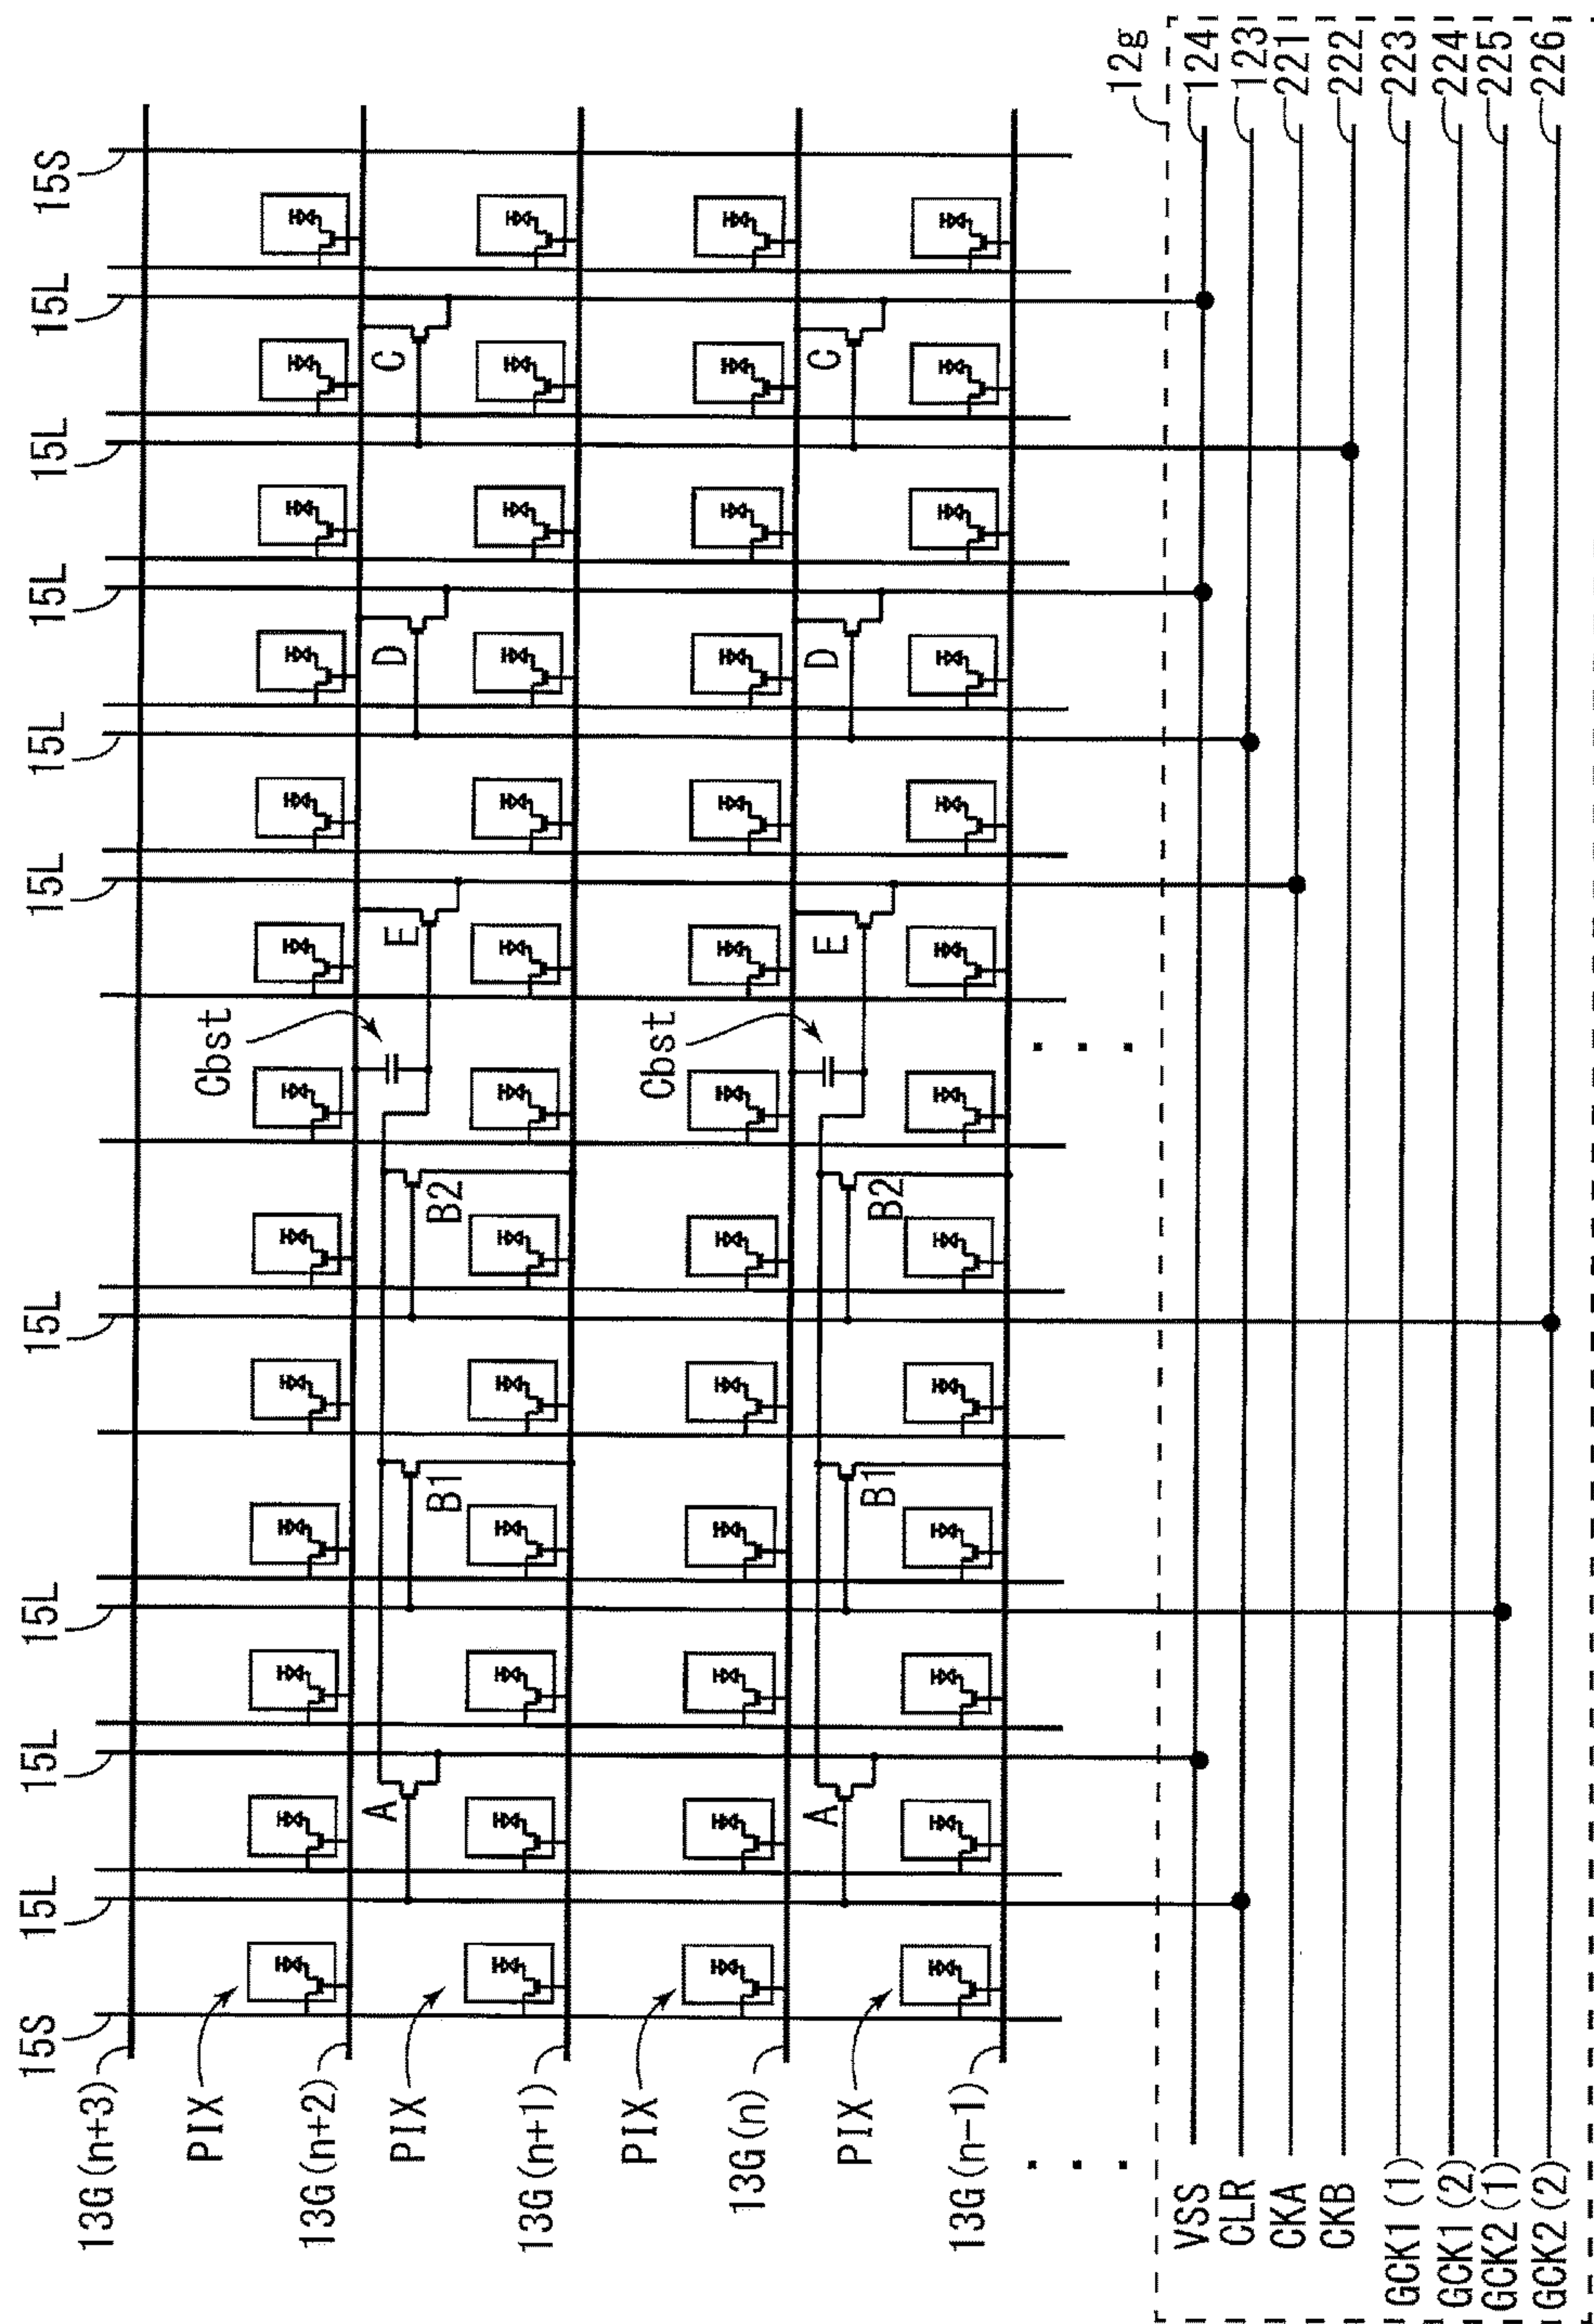 15S 15L 15L 15L 15L 15L 15L 15L 15L 15L 15S
13G(n+3)
PIX Cbst
13G(n+2)
A E D C
PIX B1 B2
13G(n+1)
PIX Cbst
13G(n)
A E D C
PIX B1 B2
13G(n-1)
. . . . . .
12g
VSS 124
CLR 123
CKA 221
CKB 222
GCK1(1) 223
GCK1(2) 224
GCK2(1) 225
GCK2(2) 226